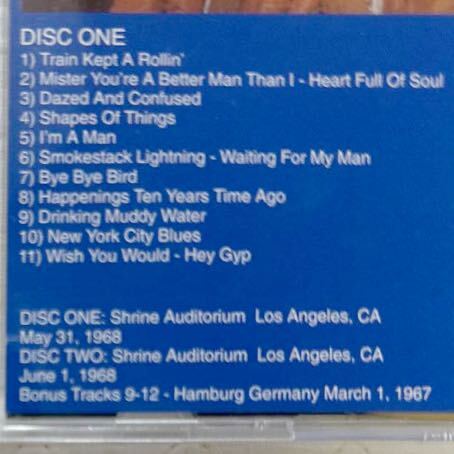 DISC ONE
1) Train Kept A Rollin'
2) Mister You're A Better Man Than I - Heart Full Of Soul
3) Dazed And Confused
4) Shapes Of Things
5) I'm A Man
6) Smokestack Lightning - Waiting For My Man
7) Bye Bye Bird
8) Happenings Ten Years Time Ago
9) Drinking Muddy Water
10) New York City Blues
11) Wish You Would - Hey Gyp
DISC ONE: Shrine Auditorium Los Angeles, CA
May 31, 1968
DISC TWO: Shrine Auditorium Los Angeles, CA
June 1, 1968
Bonus Tracks 9-12 - Hamburg Germany March 1, 1967